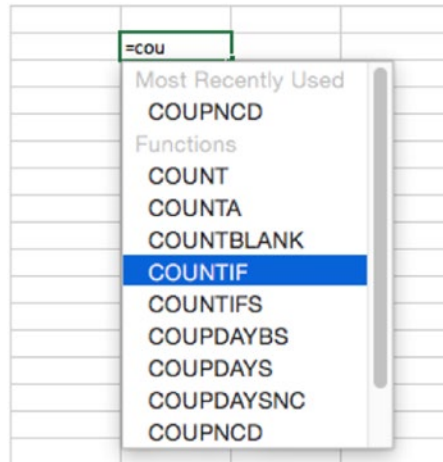 =cou
Most Recently Used
COUPNCD
Functions
COUNT
COUNTA
COUNTBLANK
COUNTIF
COUNTIFS
COUPDAYBS
COUPDAYS
COUPDAYSNC
COUPNCD